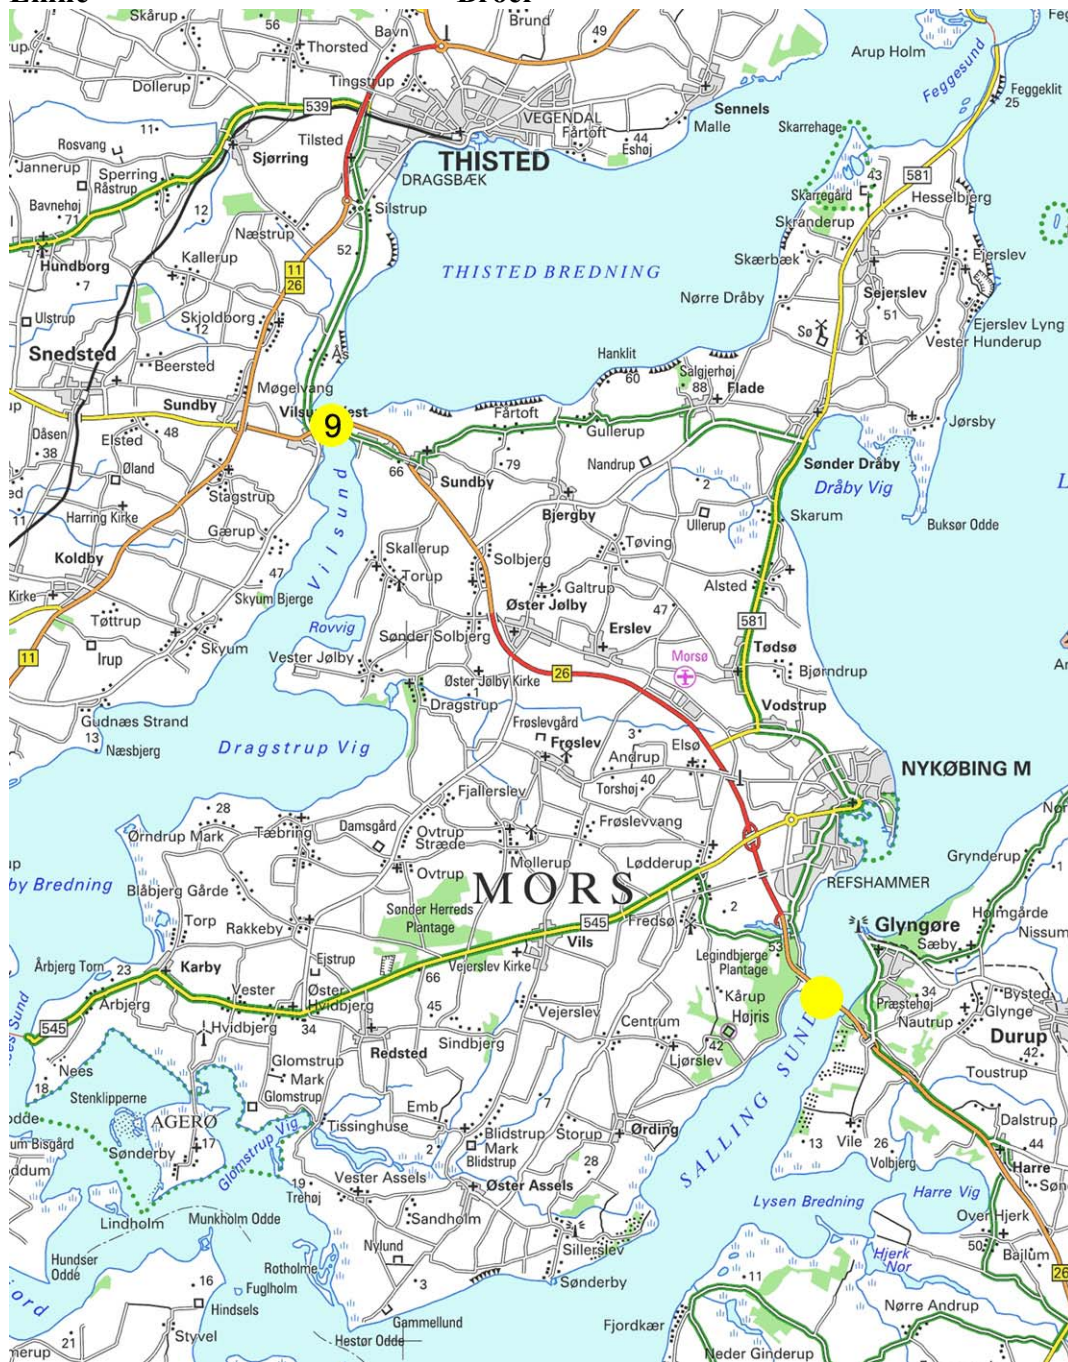 Skårup
56
Bavn
Brund
49
Thorsted
Arup Holm
Feggesund
Dollerup
Tingstrup
Sennels
Feggeklit
25
539
VEGENDAL
Malle
11
Tilsted
Fårtoft
44
Eshøj
Skarrehage
Rosvang
Sjørring
THISTED
Jannerup
Sperring
DRAGSBÆK
43
581
Råstrup
Skarregård
Hesselbjerg
Bavnehøj
71
12
Silstrup
Skranderup
Næstrup
52
Hundborg
Kallerup
THISTED BREDNING
Skærbæk
Ejerslev
7
11
26
Nørre Dråby
Sejerslev
Ulstrup
Skjoldborg
12
51
Ejerslev Lyng
Sø
Snedsted
Ås
Hanklit
Vester Hunderup
Beersted
60
Salgjerhøj
Møgelvang
88
Flade
Sundby
Fårtoft
Jørsby
Dåsen
Elsted
48
9
Gullerup
38
Øland
66
79
Nandrup
Sønder Dråby
Sundby
2
Dråby Vig
Stagstrup
Vilsund
Bjergby
Ullerup
Skarum
Buksør Odde
11
Harring Kirke
Gærup
Tøving
Koldby
Skallerup
Solbjerg
Kirke
47
Torup
Galtrup
Alsted
Skyum Bjerge
Øster Jølby
47
Tøttrup
Rovvig
Erslev
581
Skyum
Sønder Solbjerg
Tødsø
Irup
Vester Jølby
Morsø
11
26
Bjørndrup
Øster Jølby Kirke
1
Gudnæs Strand
Dragstrup
Vodstrup
13
Frøslevgård
Næsbjerg
Dragstrup Vig
3
Elsø
Frøslev
Andrup
NYKØBING M
Fjallerslev
Torshøj
40
28
Ørndrup Mark
Tæbring
Damsgård
Ovtrup
Stræde
Frøslevvang
Mollerup
Lødderup
Grynderup
1
by Bredning
Blåbjerg Gårde
Ovtrup
MORS
REFSHAMMER
Torp
Sønder Herreds
Plantage
2
Glyngøre
Holmgårde
Rakkeby
545
Fredsø
Sæby
Nissum
Vils
Årbjerg Torn
23
Karby
Ejstrup
Vejerslev Kirke
53
Legindbjerge
Plantage
Øster
Hvidbjerg
66
34
Bysted
Arbjerg
Vester
Hvidbjerg
45
Vejerslev
Kårup
Præstehøj
Glynge
34
Højris
Nautrup
545
Centrum
Durup
Redsted
Sindbjerg
42
42
Nees
Glomstrup
Mark
Ljørslev
18
Toustrup
Stenklipperne
Glomstrup
SALLING SUND
7
Emb
Dalstrup
AGERØ
Tissinghuse
Blidstrup
Mark
Storup
Ørding
13
Vile
26
44
um Bisgård
17
2
Sønderby
Glomstrup Vig
Blidstrup
Volbjerg
Harre
28
19
Vester Assels
Øster Assels
Harre Vig
Trehøj
Lysen Bredning
Lindholm
Munkholm Odde
Sandholm
Over Hjerk
Nylund
50
Sillerslev
Bajlum
Hundser
Odde
Rotholme
Hjerk
Nor
16
3
Sønderby
11
26
Fuglholm
Hindsels
Nørre Andrup
Gammellund
21
Styvel
Hestør Odde
Fjordkær
Neder Ginderup